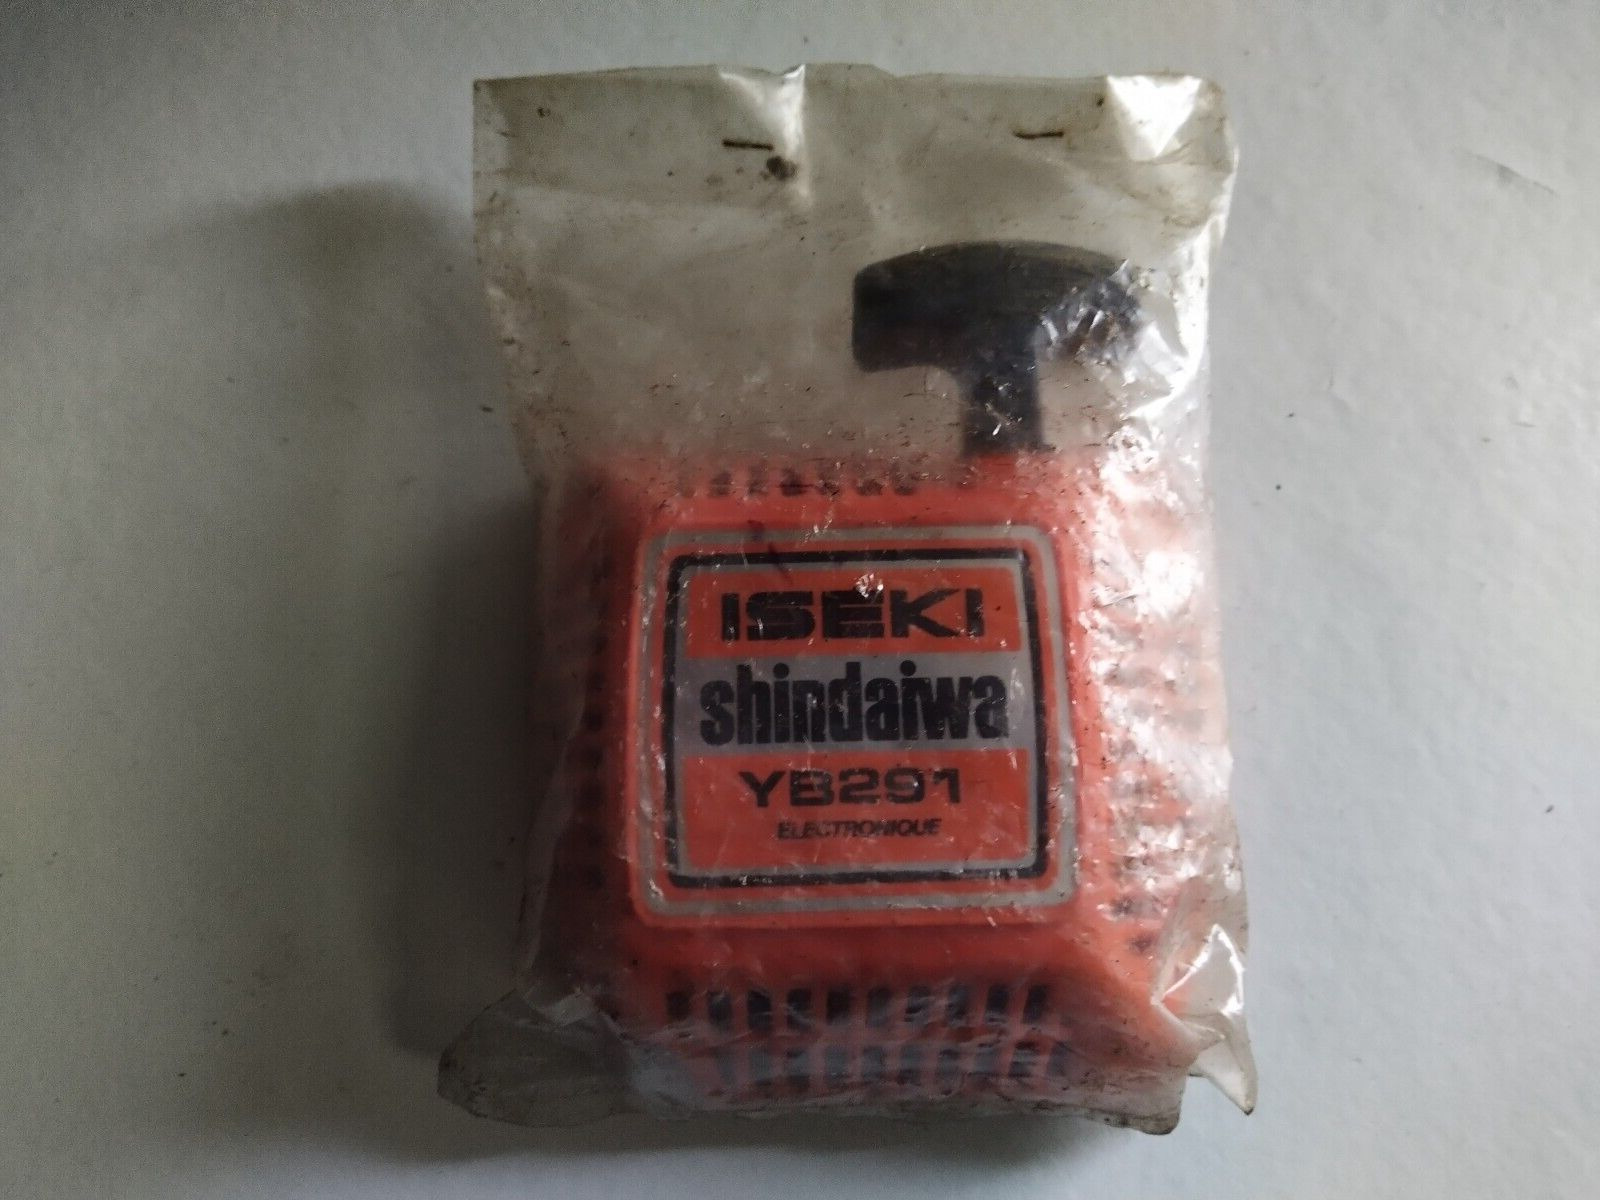 ISEKI
shindaiwa
YB291
ELECTRONIQUE